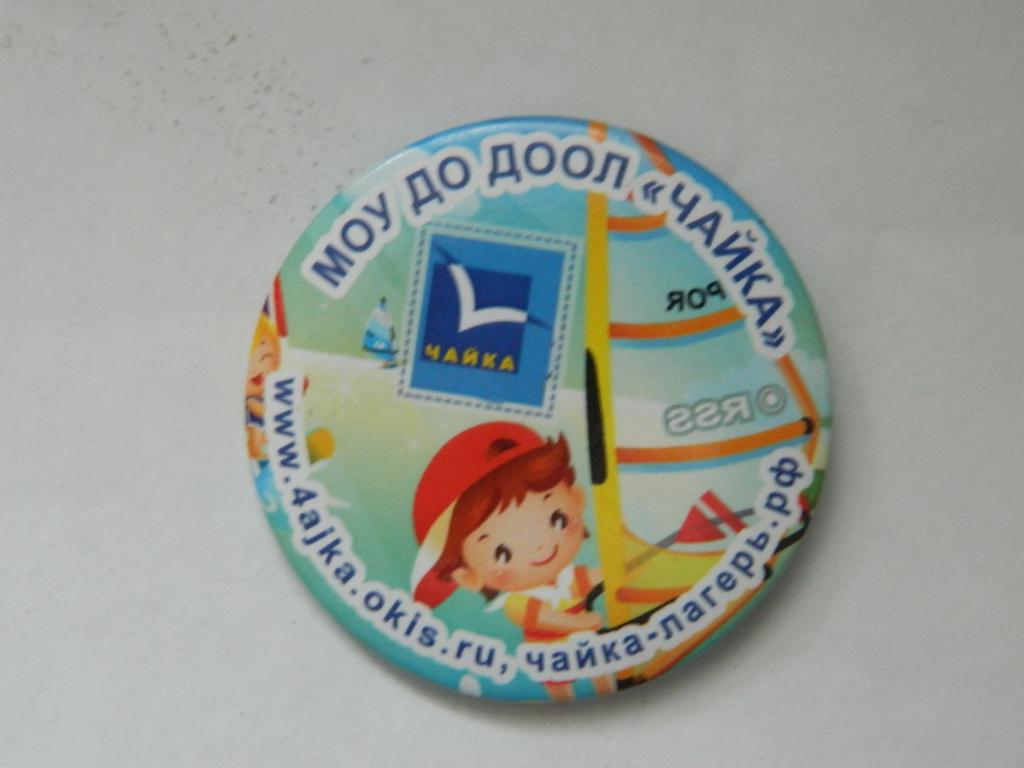 МОУ ДО ДООЛ «ЧАЙКА»
ЧАЙКА
POR
RSS
www.4ajka.okis.ru, чайка-лагерь.рф